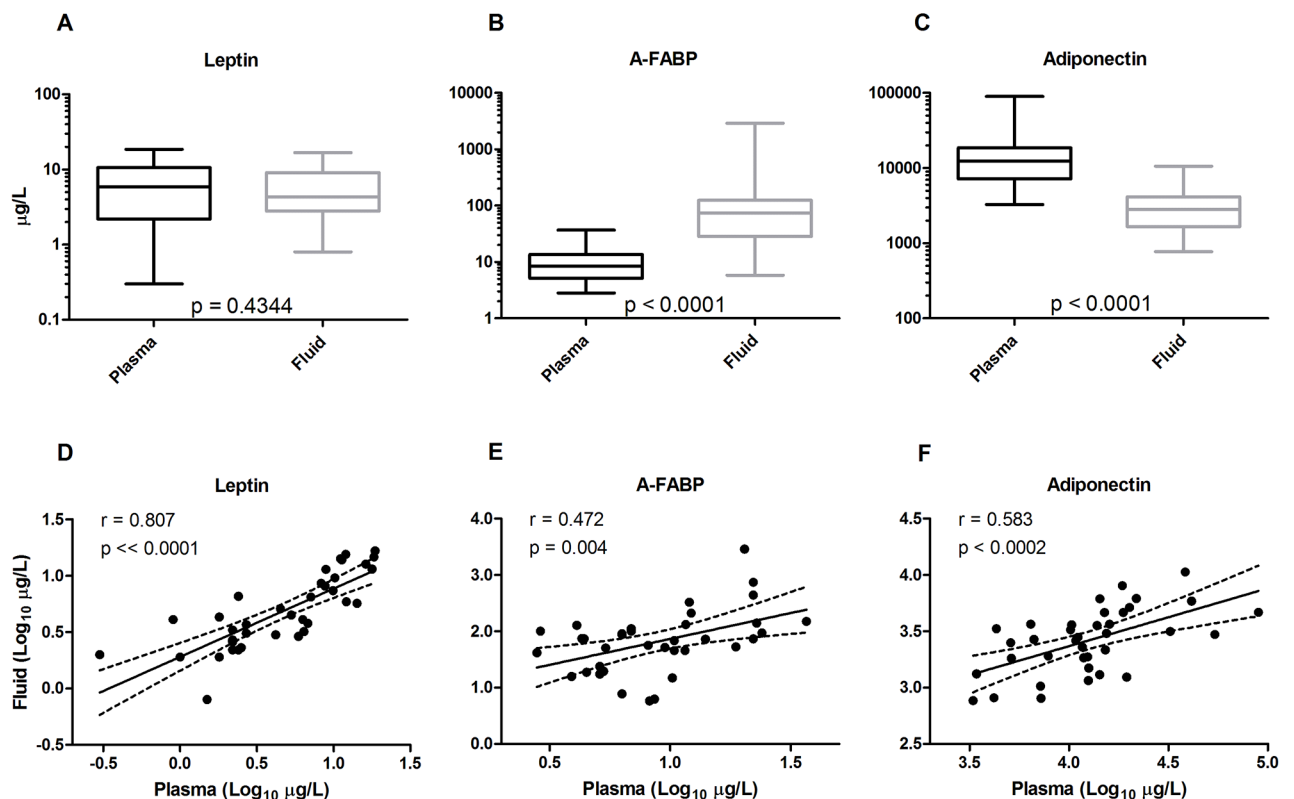 A
Leptin
100
10
1
0.1
µg/L
p = 0.4344
Plasma
Fluid
B
A-FABP
10000
1000
100
10
1
p < 0.0001
Plasma
Fluid
C
Adiponectin
100000
10000
1000
100
p < 0.0001
Plasma
Fluid
D
Leptin
r = 0.807
p << 0.0001
1.5
1.0
0.5
0.0
-0.5
Fluid (Log10 µg/L)
-0.5 0.0 0.5 1.0 1.5
Plasma (Log10 µg/L)
E
A-FABP
r = 0.472
p = 0.004
4.0
3.0
2.0
1.0
0.0
0.5 1.0 1.5
Plasma (Log10 µg/L)
F
Adiponectin
r = 0.583
p < 0.0002
4.5
4.0
3.5
3.0
2.5
3.5 4.0 4.5 5.0
Plasma (Log10 µg/L)